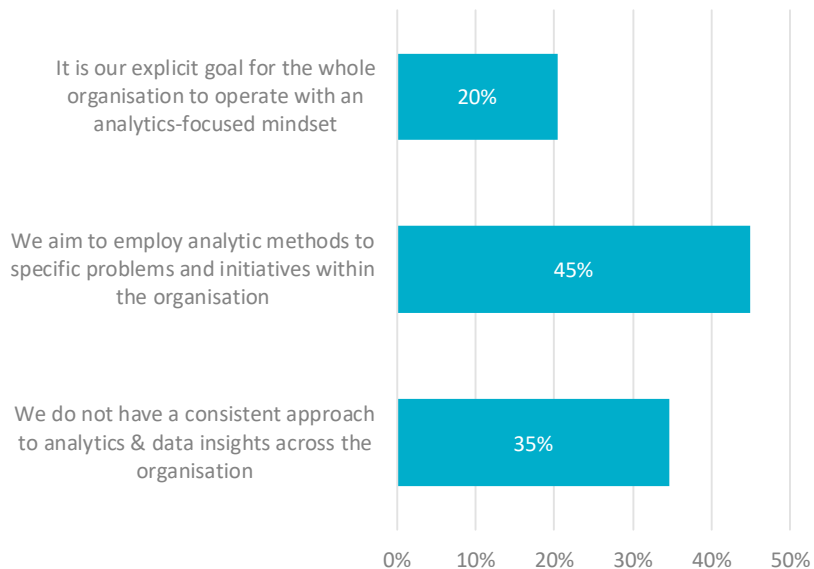 It is our explicit goal for the whole
organisation to operate with an
analytics-focused mindset
20%
We aim to employ analytic methods to
specific problems and initiatives within
the organisation
45%
We do not have a consistent approach
to analytics & data insights across the
organisation
35%
0% 10% 20% 30% 40% 50%